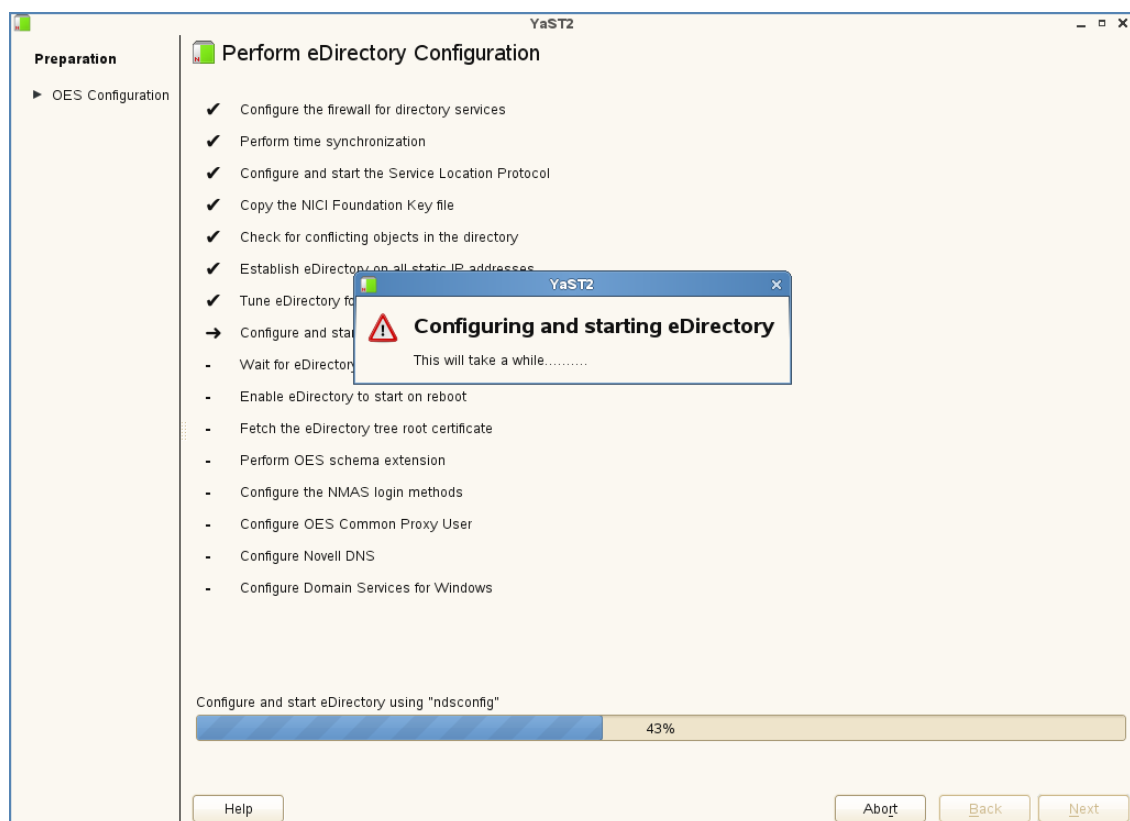 YaST2
Preparation
OES Configuration
Perform eDirectory Configuration
Configure the firewall for directory services
Perform time synchronization
Configure and start the Service Location Protocol
Copy the NICI Foundation Key file
Check for conflicting objects in the directory
Establish eDirectory on all static IP addresses
Tune eDirectory fo
Configure and star
Wait for eDirectory
YaST2
Configuring and starting eDirectory
This will take a while..........
Enable eDirectory to start on reboot
Fetch the eDirectory tree root certificate
Perform OES schema extension
Configure the NMAS login methods
Configure OES Common Proxy User
Configure Novell DNS
Configure Domain Services for Windows
Configure and start eDirectory using "ndsconfig"
43%
Help
Abort
Back
Next